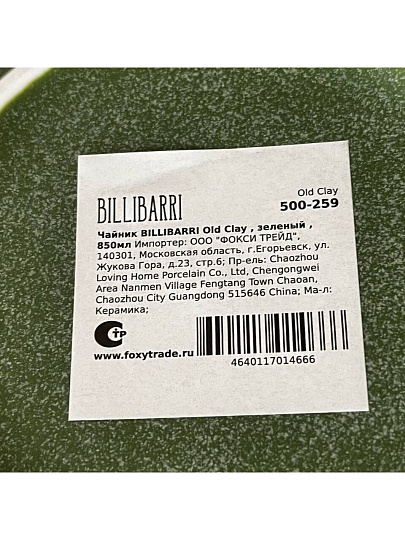 BILLIBARRI
Old Clay
500-259
Чайник BILLIBARRI Old Clay , зеленый ,
850мл Импортер: ООО "ФОКСИ ТРЕЙД",
140301, Московская область, г.Егорьевск, ул.
Жукова Гора, д.23, стр.6; Пр-ель: Chaozhou
Loving Home Porcelain Co., Ltd, Chengongwei
Area Nanmen Village Fengtang Town Chaoan,
Chaozhou City Guangdong 515646 China; Ма-л:
Керамика;
СТР
www.foxytrade.ru
4640117014666